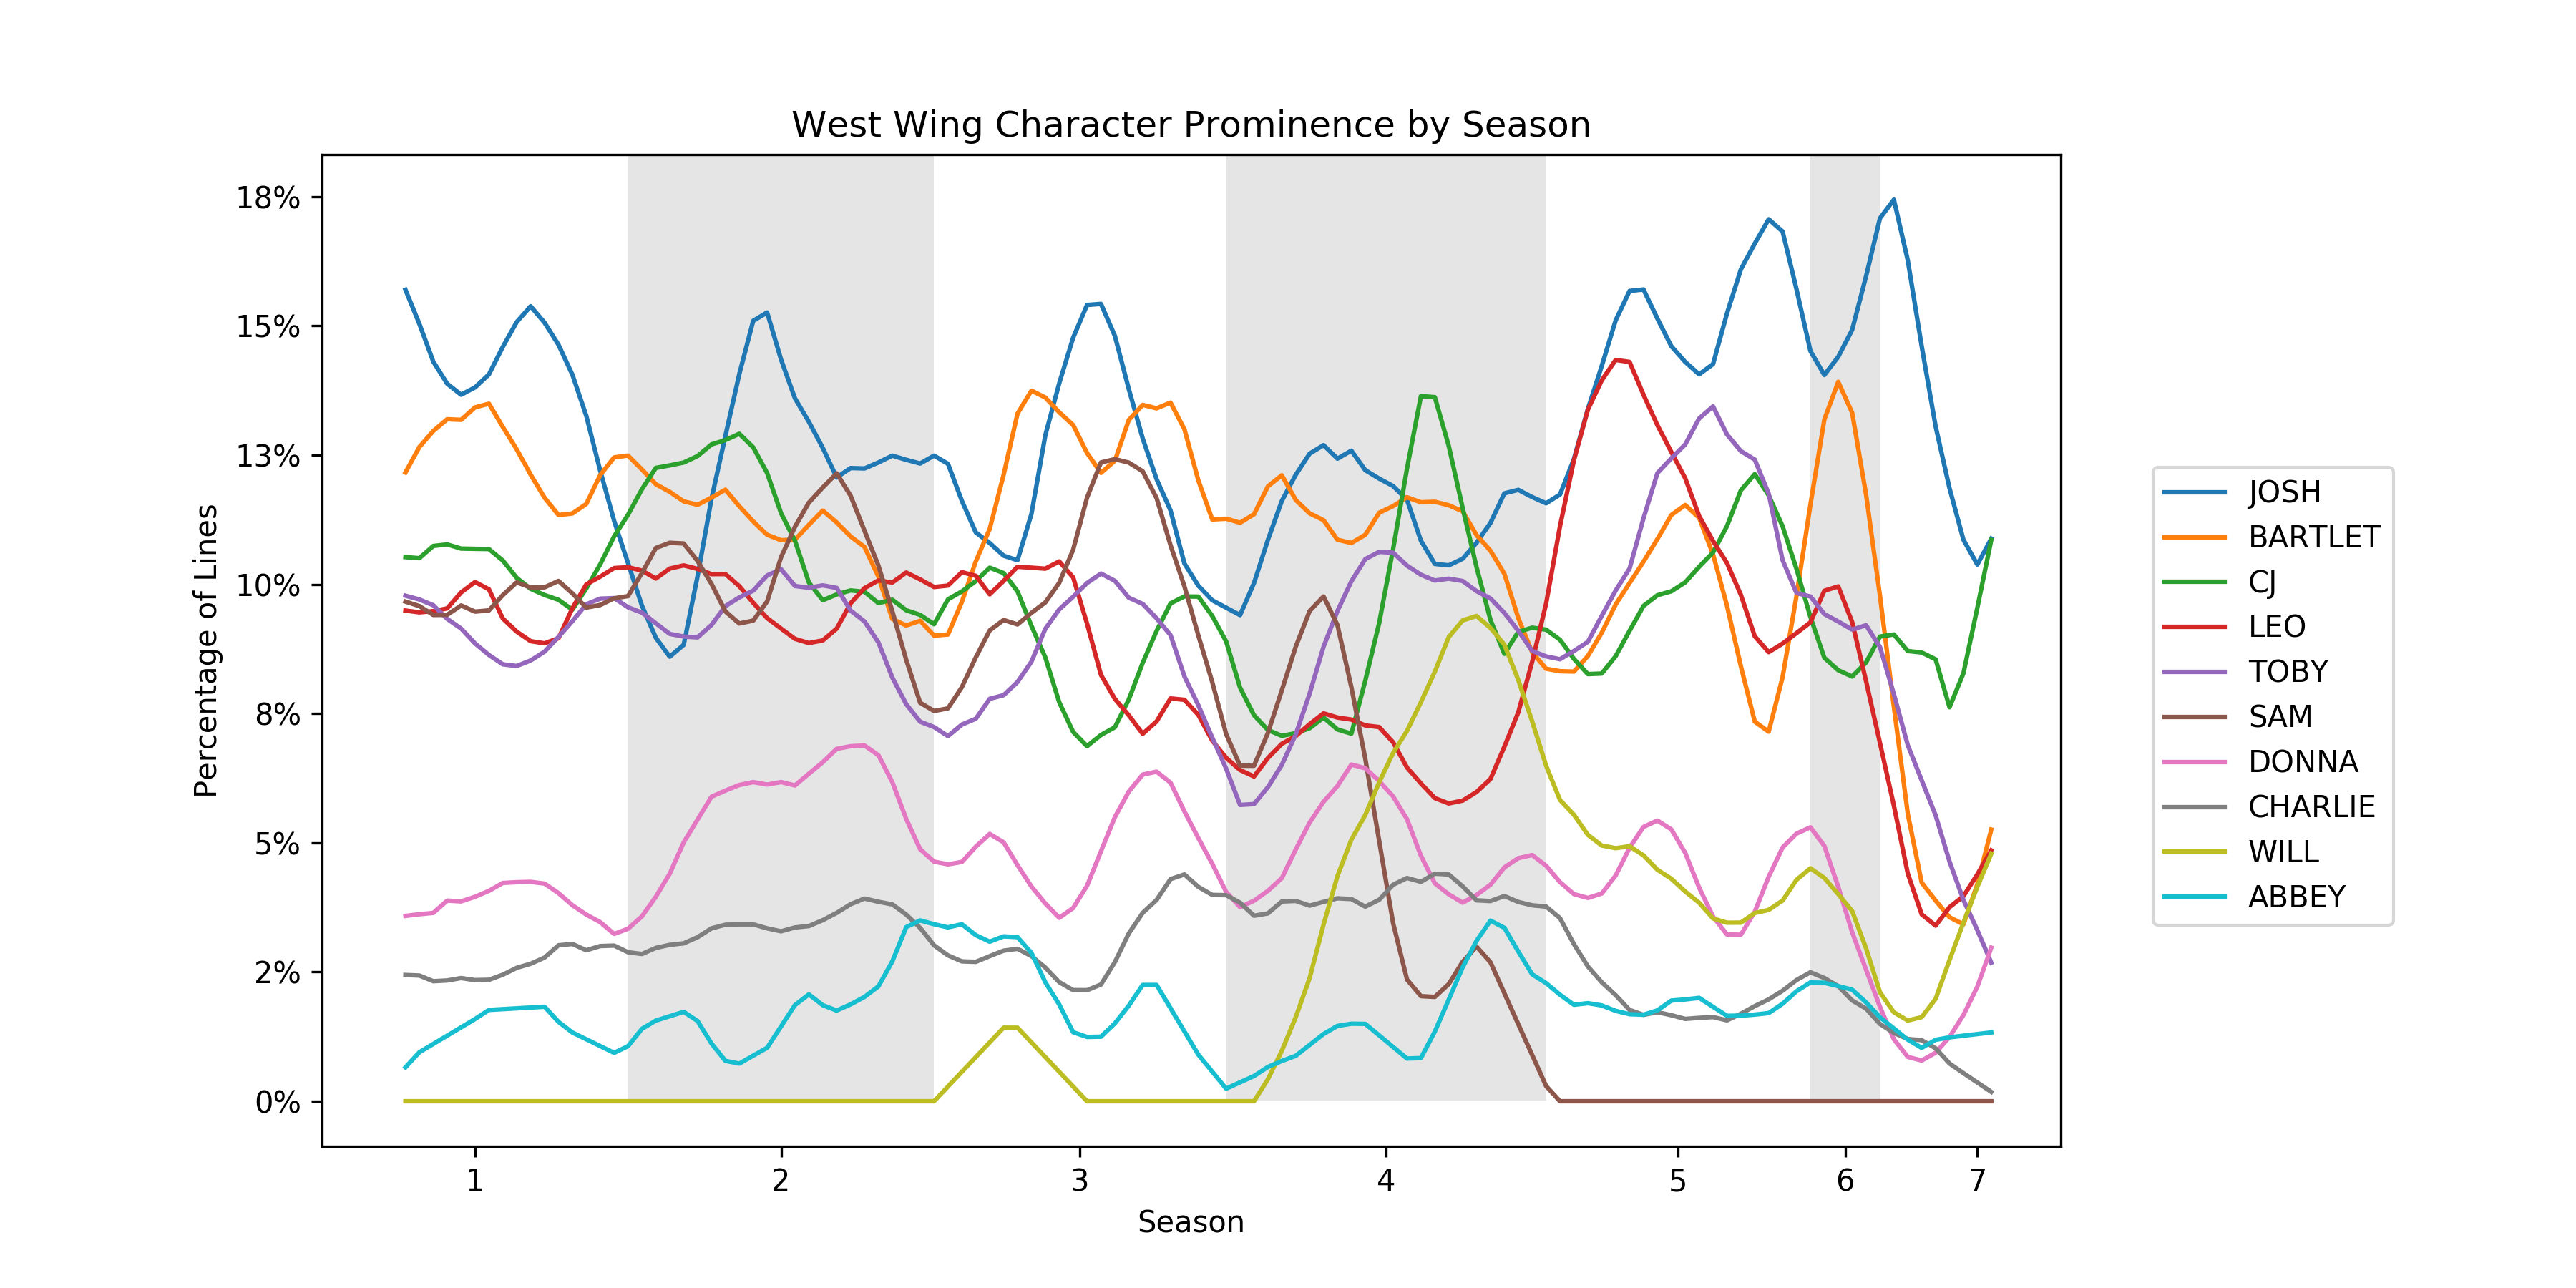 West Wing Character Prominence by Season
18%
15%
13%
10%
8%
5%
2%
0%
Percentage of Lines
1 2 3 4 5 6 7
Season
JOSH
BARTLET
CJ
LEO
TOBY
SAM
DONNA
CHARLIE
WILL
ABBEY